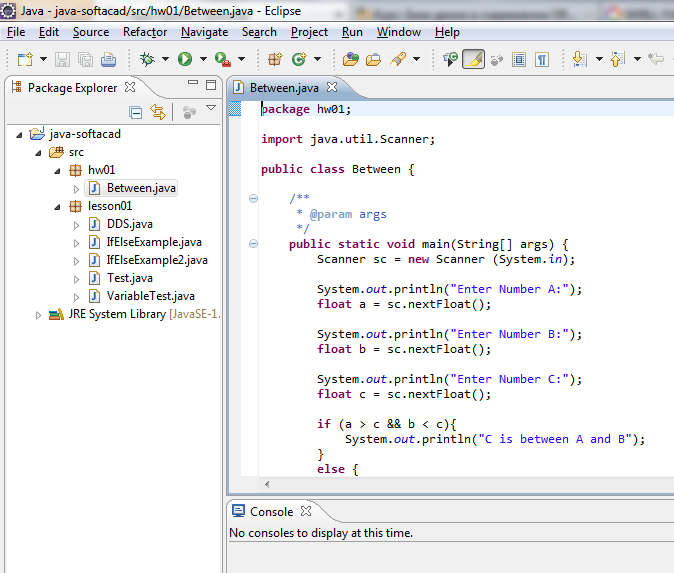 Java - java-softacad/src/hw01/Between.java - Eclipse
File Edit Source Refactor Navigate Search Project Run Window Help
Package Explorer
java-softacad
src
hw01
Between.java
lesson01
DDS.java
IfElseExample.java
IfElseExample2.java
Test.java
VariableTest.java
JRE System Library [JavaSE-1.
Between.java
package hw01;
import java.util.Scanner;
public class Between {
/**
* @param args
*/
public static void main(String[] args) {
Scanner sc = new Scanner (System.in);
System.out.println("Enter Number A:");
float a = sc.nextFloat();
System.out.println("Enter Number B:");
float b = sc.nextFloat();
System.out.println("Enter Number C:");
float c = sc.nextFloat();
if (a > c && b < c){
System.out.println("C is between A and B");
}
else {
Console
No consoles to display at this time.